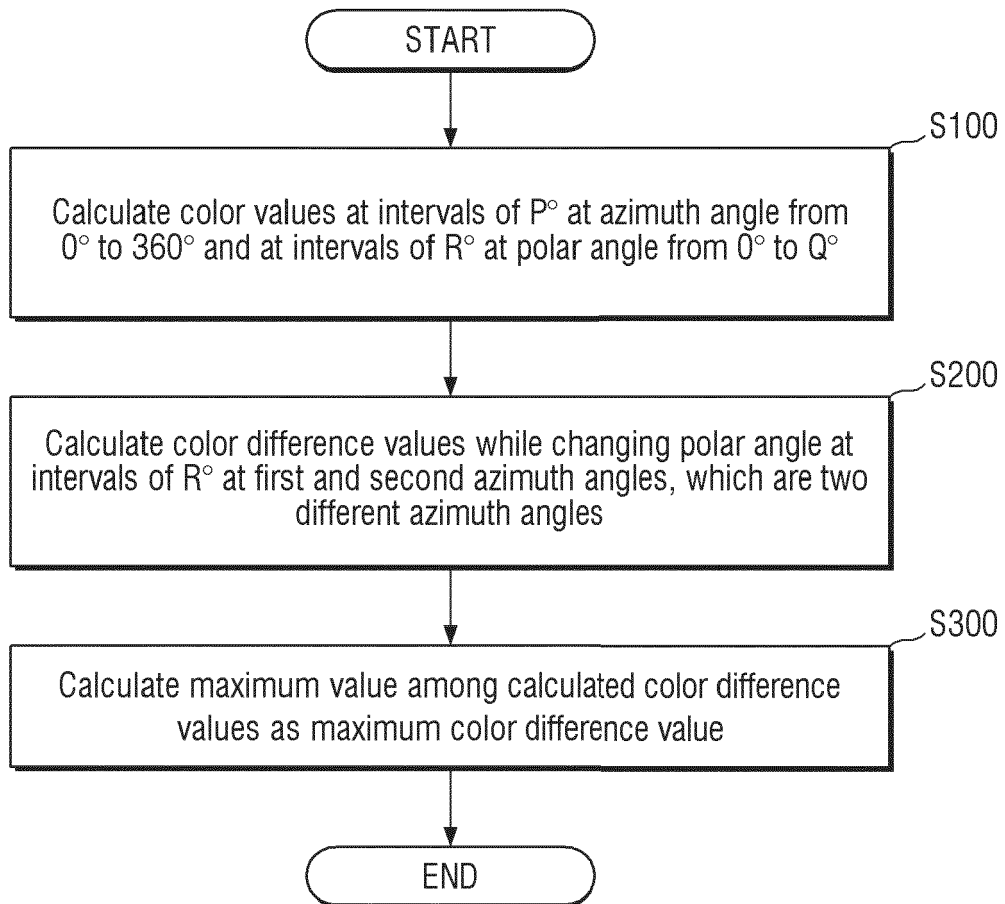 START
S100
Calculate color values at intervals of P° at azimuth angle from
0° to 360° and at intervals of R° at polar angle from 0° to Q°
S200
Calculate color difference values while changing polar angle at
intervals of R° at first and second azimuth angles, which are two
different azimuth angles
S300
Calculate maximum value among calculated color difference
values as maximum color difference value
END